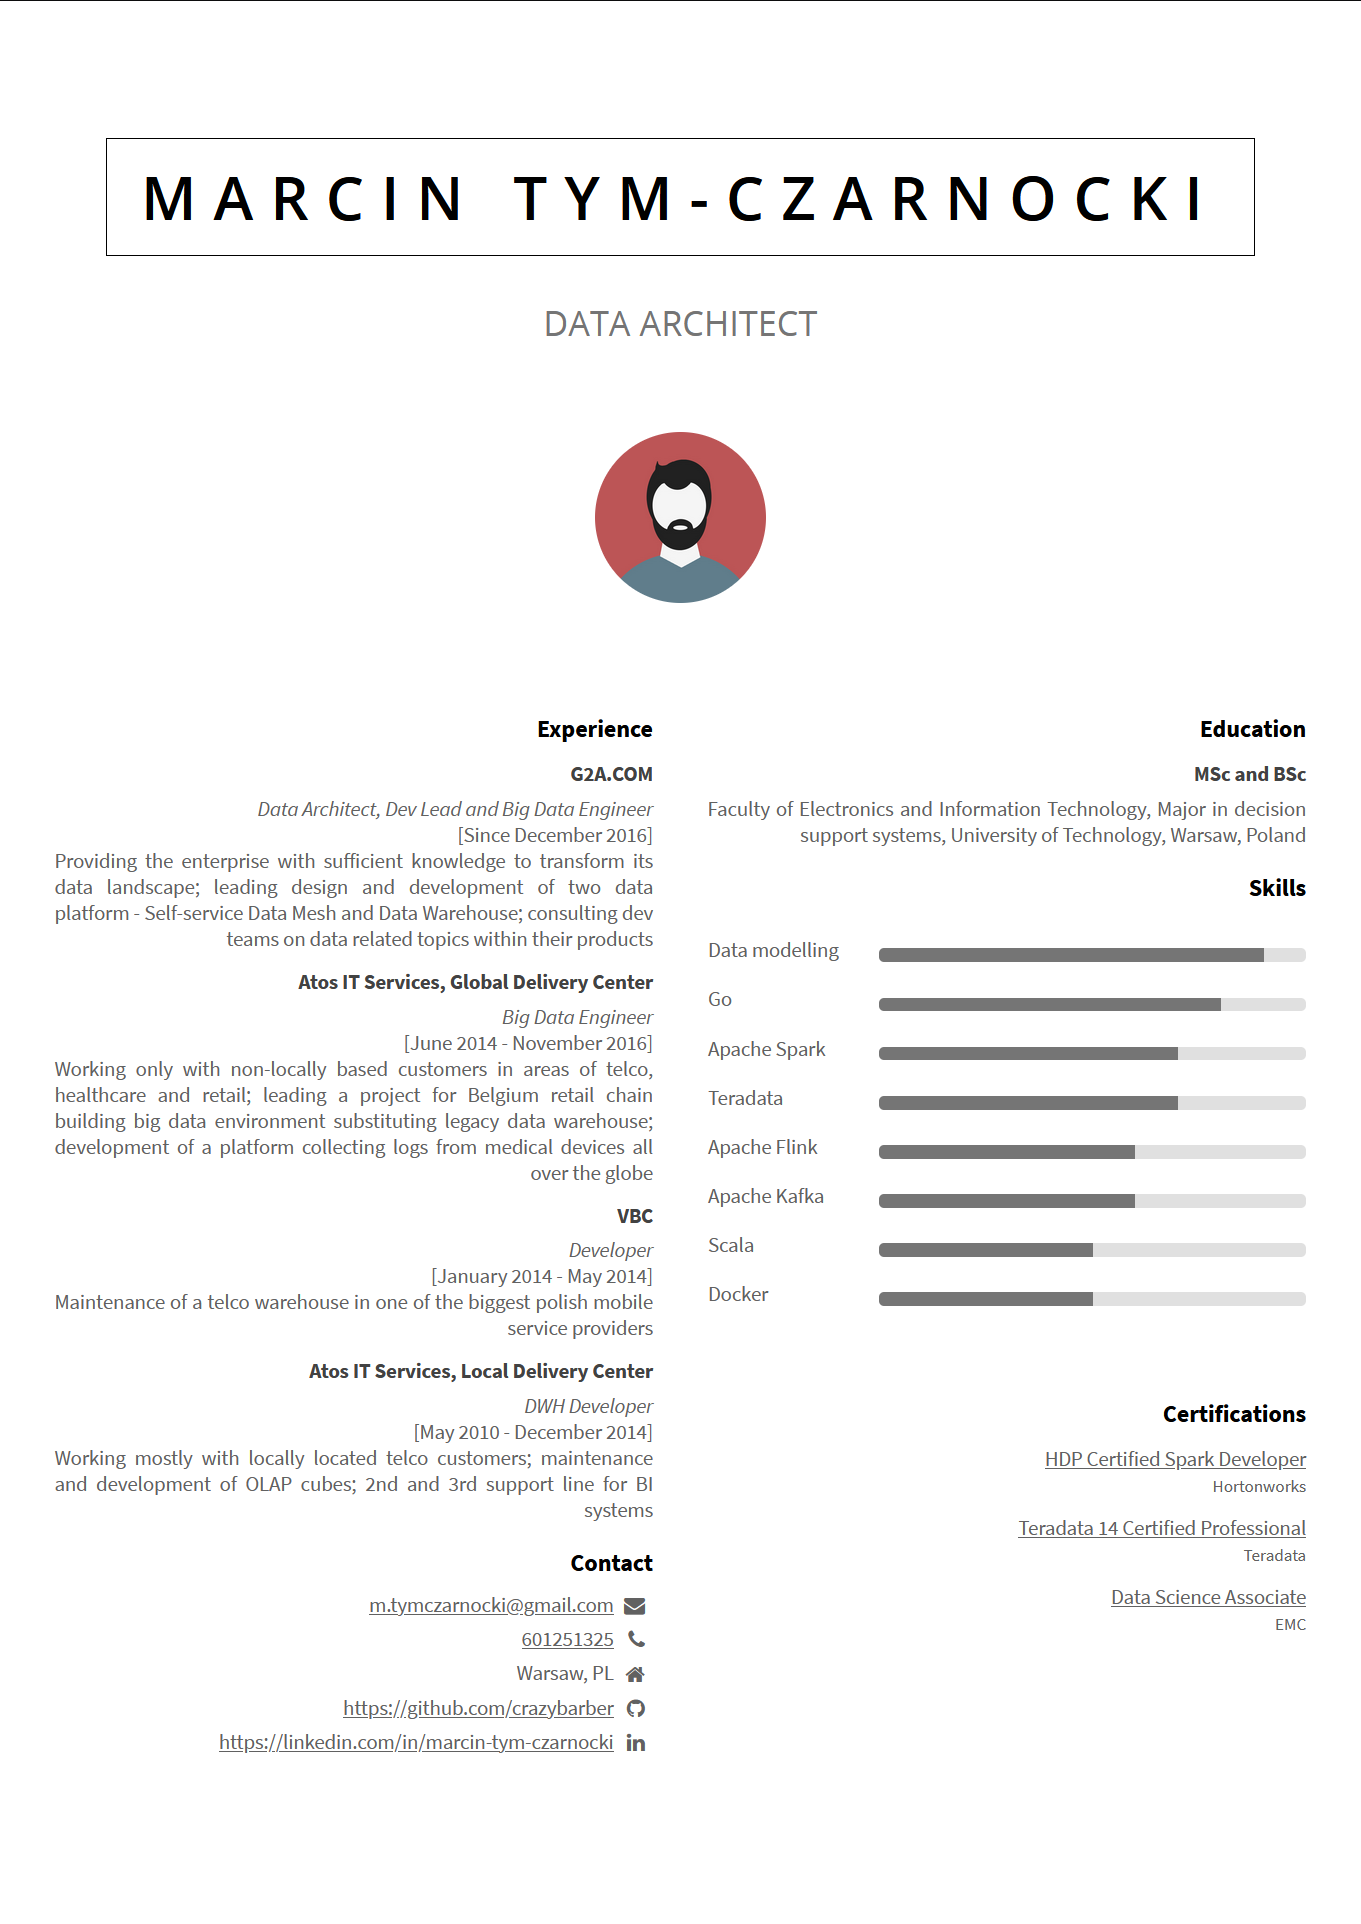 MARCIN TYM-CZARNOCKI
DATA ARCHITECT
Experience
G2A.COM
Data Architect, Dev Lead and Big Data Engineer
[Since December 2016]
Providing the enterprise with sufficient knowledge to transform its
data landscape; leading design and development of two data
platform - Self-service Data Mesh and Data Warehouse; consulting dev
teams on data related topics within their products
Atos IT Services, Global Delivery Center
Big Data Engineer
[June 2014 - November 2016]
Working only with non-locally based customers in areas of telco,
healthcare and retail; leading a project for Belgium retail chain
building big data environment substituting legacy data warehouse;
development of a platform collecting logs from medical devices all
over the globe
VBC
Developer
[January 2014 - May 2014]
Maintenance of a telco warehouse in one of the biggest polish mobile
service providers
Atos IT Services, Local Delivery Center
DWH Developer
[May 2010 - December 2014]
Working mostly with locally located telco customers; maintenance
and development of OLAP cubes; 2nd and 3rd support line for BI
systems
Contact
m.tymczarnocki@gmail.com
601251325
Warsaw, PL
https://github.com/crazybarber
https://linkedin.com/in/marcin-tym-czarnocki
Education
MSc and BSc
Faculty of Electronics and Information Technology, Major in decision
support systems, University of Technology, Warsaw, Poland
Skills
Data modelling
Go
Apache Spark
Teradata
Apache Flink
Apache Kafka
Scala
Docker
Certifications
HDP Certified Spark Developer
Hortonworks
Teradata 14 Certified Professional
Teradata
Data Science Associate
EMC